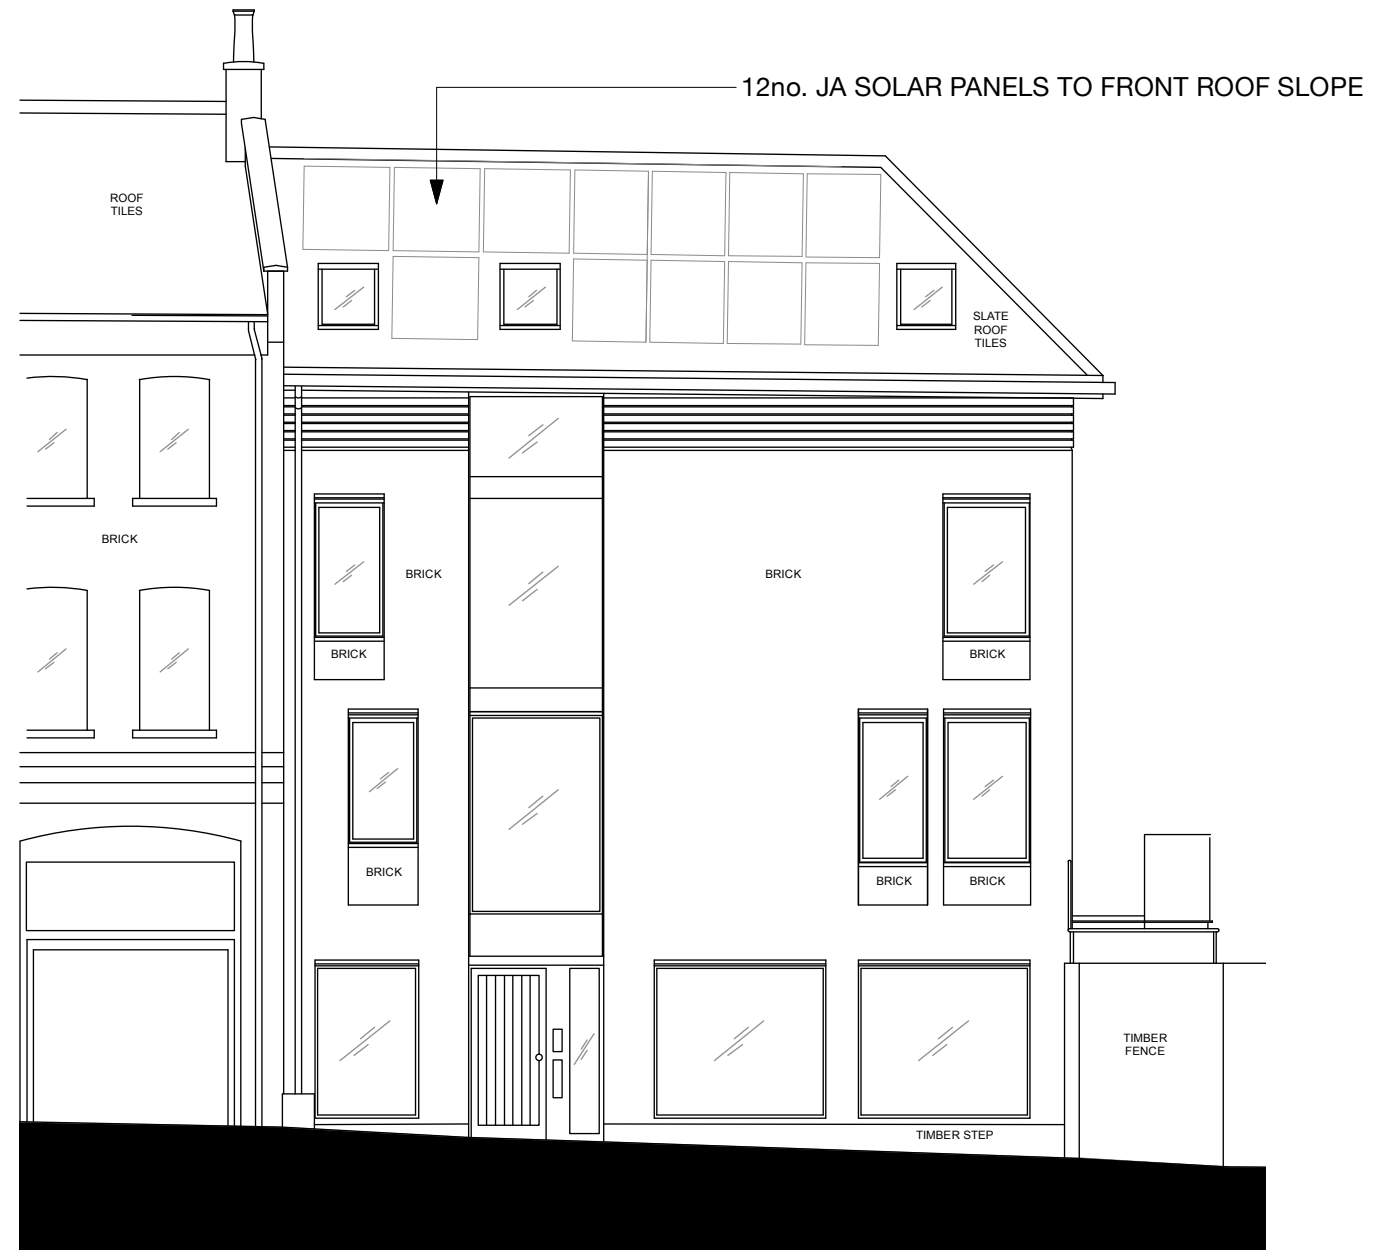 12no. JA SOLAR PANELS TO FRONT ROOF SLOPE
ROOF
TILES
SLATE
ROOF
TILES
BRICK
BRICK
BRICK
BRICK
BRICK
BRICK
BRICK
BRICK
TIMBER
FENCE
TIMBER STEP